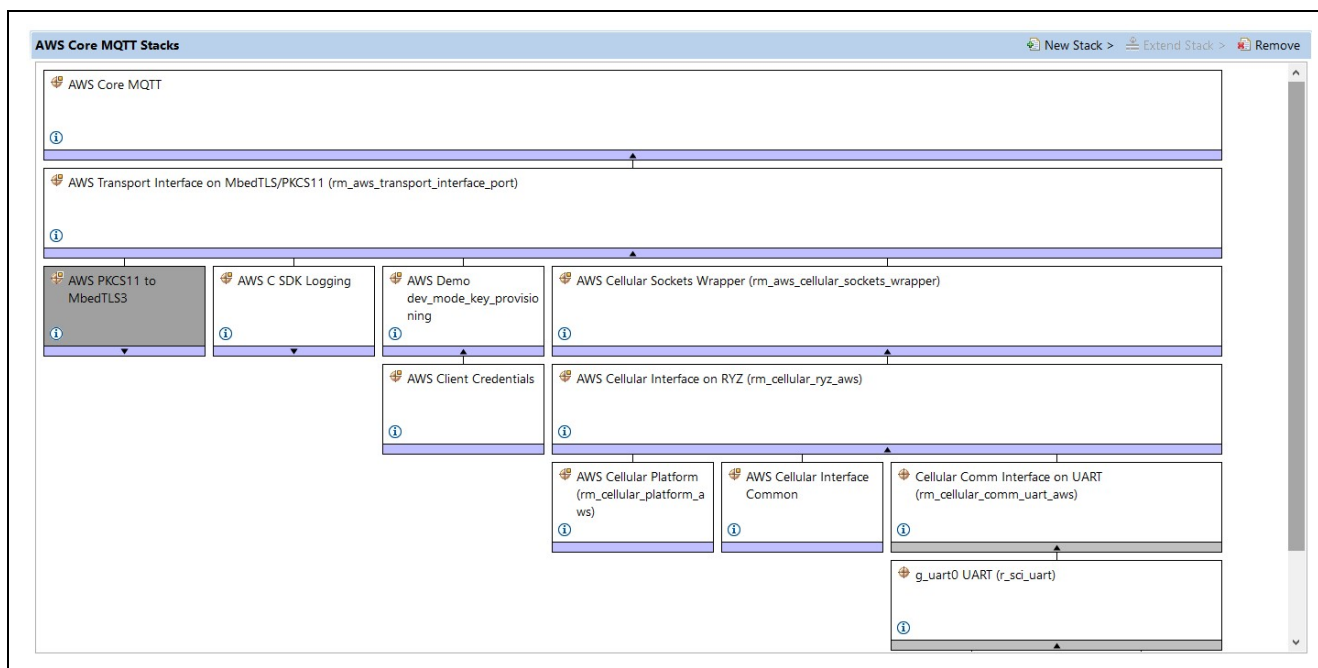 AWS Core MQTT Stacks
New Stack > Extend Stack > Remove
AWS Core MQTT
AWS Transport Interface on MbedTLS/PKCS11 (rm_aws_transport_interface_port)
AWS PKCS11 to
MbedTLS3
AWS C SDK Logging
AWS Demo
dev_mode_key_provisio
ning
AWS Cellular Sockets Wrapper (rm_aws_cellular_sockets_wrapper)
AWS Client Credentials
AWS Cellular Interface on RYZ (rm_cellular_ryz_aws)
AWS Cellular Platform
(rm_cellular_platform_a
ws)
AWS Cellular Interface
Common
Cellular Comm Interface on UART
(rm_cellular_comm_uart_aws)
g_uart0 UART (r_sci_uart)